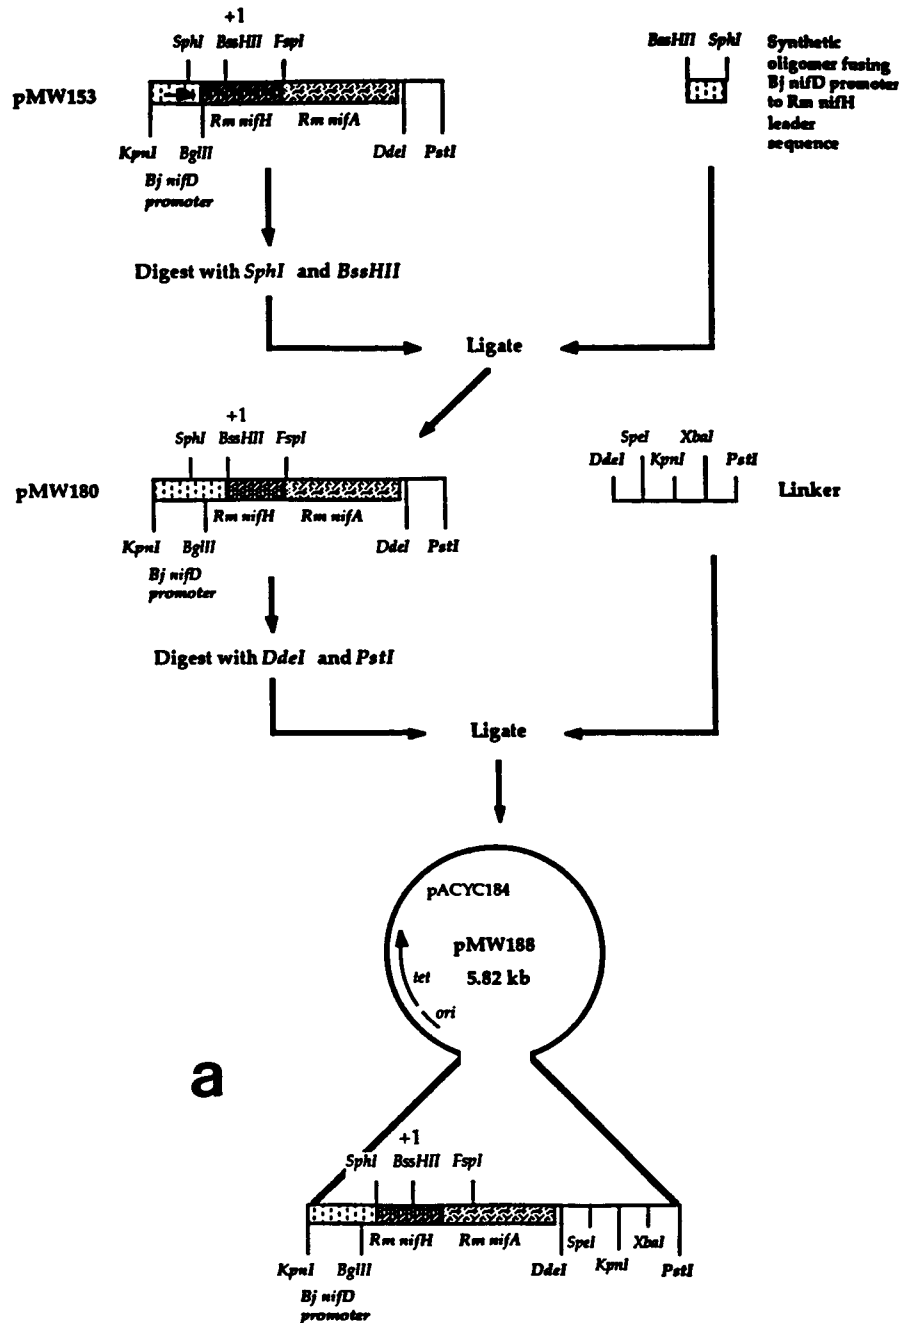 +1
SphI BssHII FspI
pMW153
Rm nifH Rm nifA
KpnI BglII DdeI PstI
Bj nifD
promoter
BssHII SphI
Synthetic
oligomer fusing
Bj nifD promoter
to Rm nifH
leader
sequence
Digest with SphI and BssHII
Ligate
+1
SphI BssHII FspI
pMW180
Rm nifH Rm nifA
KpnI BglII DdeI PstI
Bj nifD
promoter
SpeI XbaI
DdeI KpnI PstI
Linker
Digest with DdeI and PstI
Ligate
pACYC184
pMW188
5.82 kb
tet
ori
a
+1
SphI BssHII FspI
Rm nifH Rm nifA SpeI XbaI
KpnI BglII DdeI KpnI PstI
Bj nifD
promoter